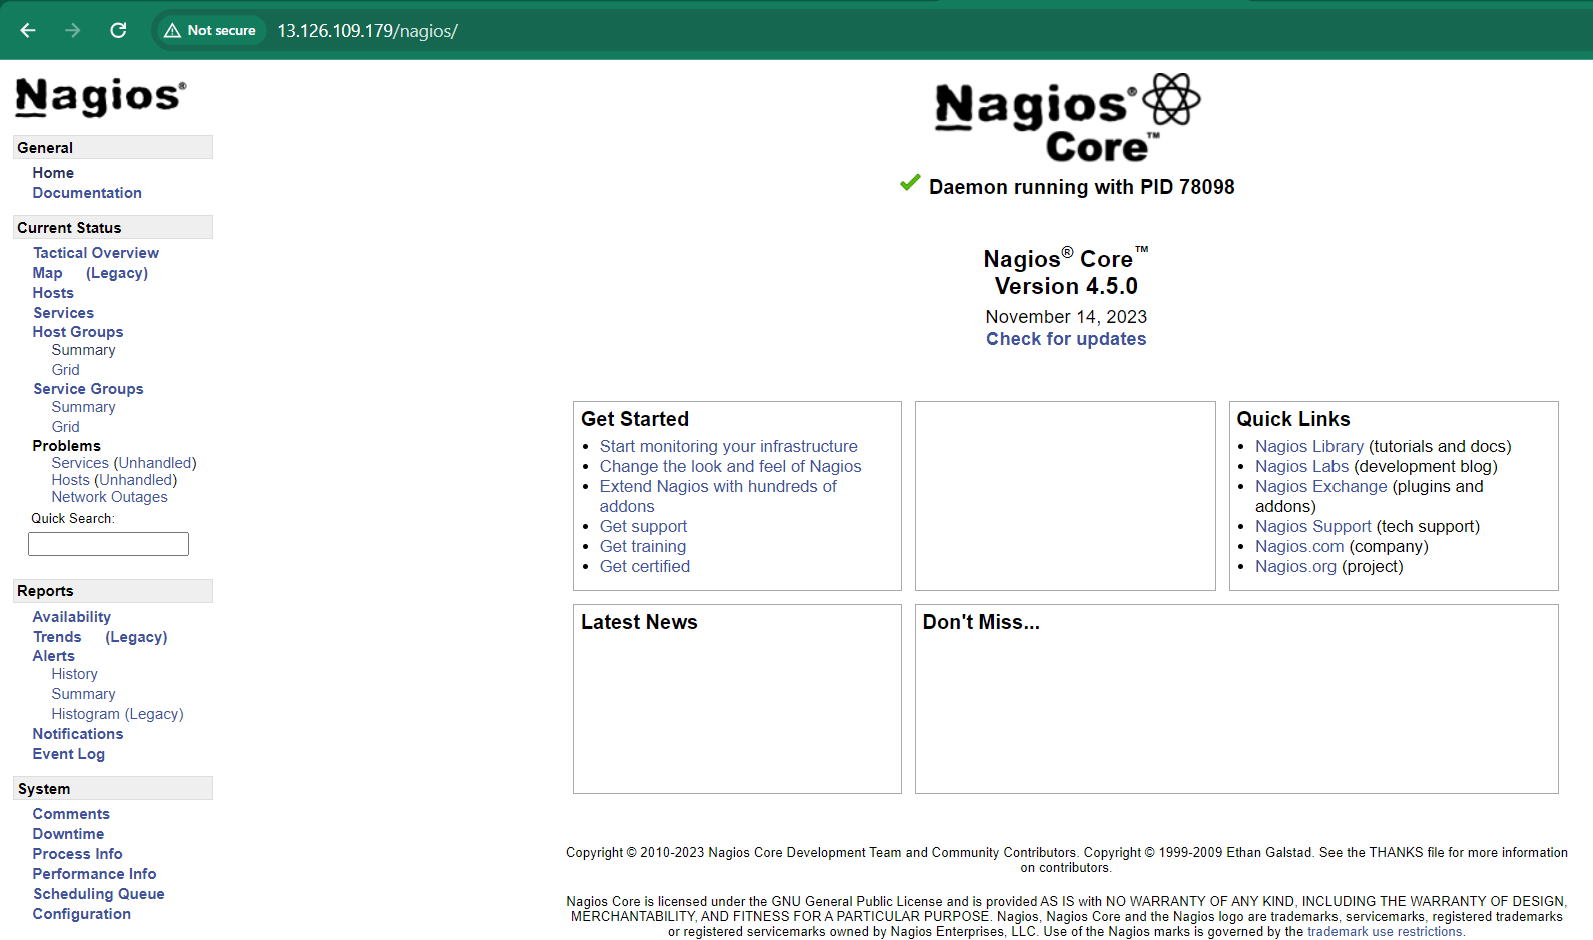 Not secure 13.126.109.179/nagios/
Nagios®
General
Home
Documentation
Current Status
Tactical Overview
Map (Legacy)
Hosts
Services
Host Groups
Summary
Grid
Service Groups
Summary
Grid
Problems
Services (Unhandled)
Hosts (Unhandled)
Network Outages
Quick Search:
Reports
Availability
Trends (Legacy)
Alerts
History
Summary
Histogram (Legacy)
Notifications
Event Log
System
Comments
Downtime
Process Info
Performance Info
Scheduling Queue
Configuration
Nagios®
Core™
Daemon running with PID 78098
Nagios® Core™
Version 4.5.0
November 14, 2023
Check for updates
Get Started
• Start monitoring your infrastructure
• Change the look and feel of Nagios
• Extend Nagios with hundreds of
addons
• Get support
• Get training
• Get certified
Quick Links
• Nagios Library (tutorials and docs)
• Nagios Labs (development blog)
• Nagios Exchange (plugins and
addons)
• Nagios Support (tech support)
• Nagios.com (company)
• Nagios.org (project)
Latest News
Don't Miss...
Copyright © 2010-2023 Nagios Core Development Team and Community Contributors. Copyright © 1999-2009 Ethan Galstad. See the THANKS file for more information
on contributors.
Nagios Core is licensed under the GNU General Public License and is provided AS IS with NO WARRANTY OF ANY KIND, INCLUDING THE WARRANTY OF DESIGN,
MERCHANTABILITY, AND FITNESS FOR A PARTICULAR PURPOSE. Nagios, Nagios Core and the Nagios logo are trademarks, servicemarks, registered trademarks
or registered servicemarks owned by Nagios Enterprises, LLC. Use of the Nagios marks is governed by the trademark use restrictions.